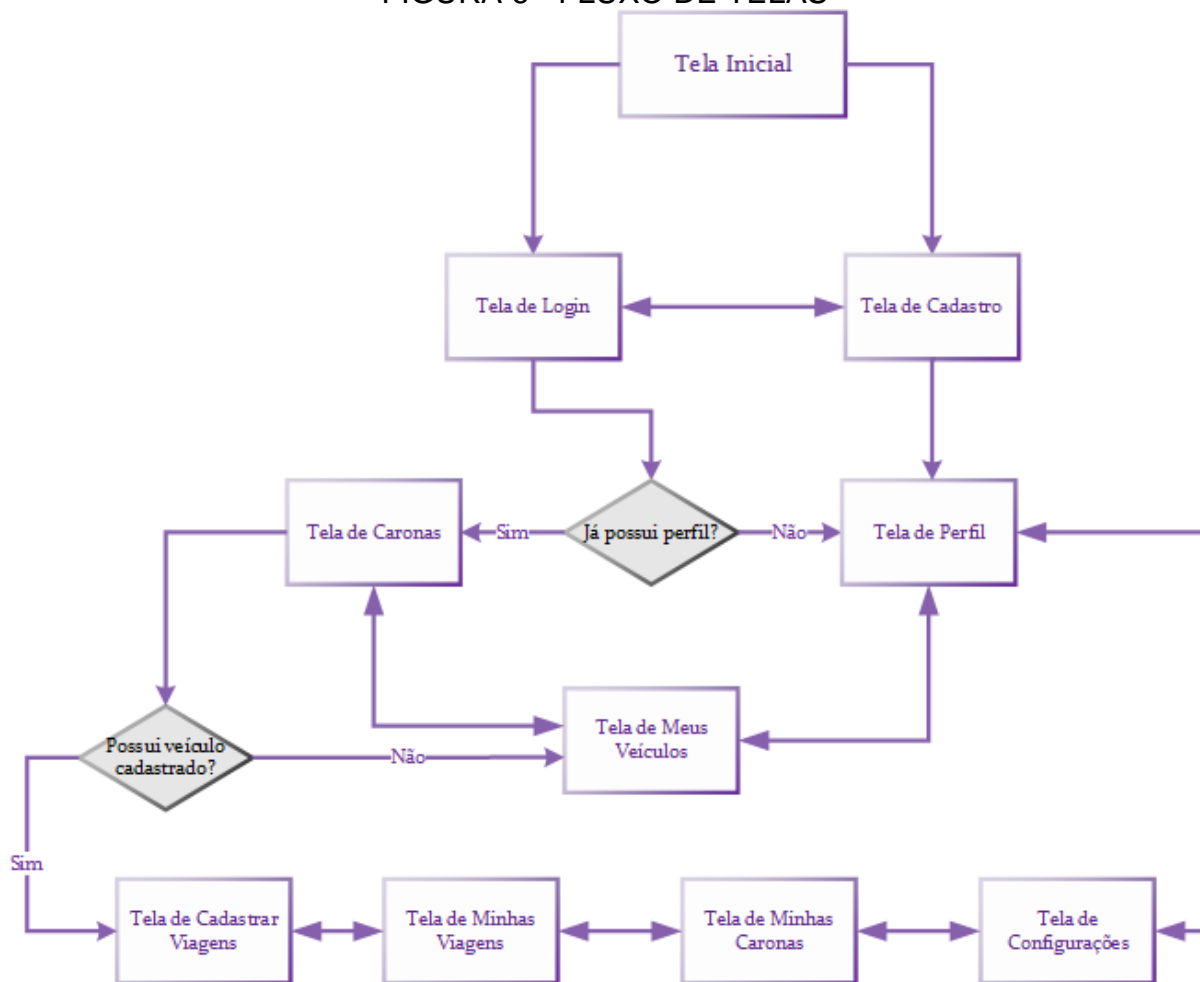 Tela Inicial
Tela de Login
Tela de Cadastro
Tela de Caronas
Sim
Já possui perfil?
Não
Tela de Perfil
Tela de Meus
Veículos
Possui veículo
cadastrado?
Não
Sim
Tela de Cadastrar
Viagens
Tela de Minhas
Viagens
Tela de Minhas
Caronas
Tela de
Configurações